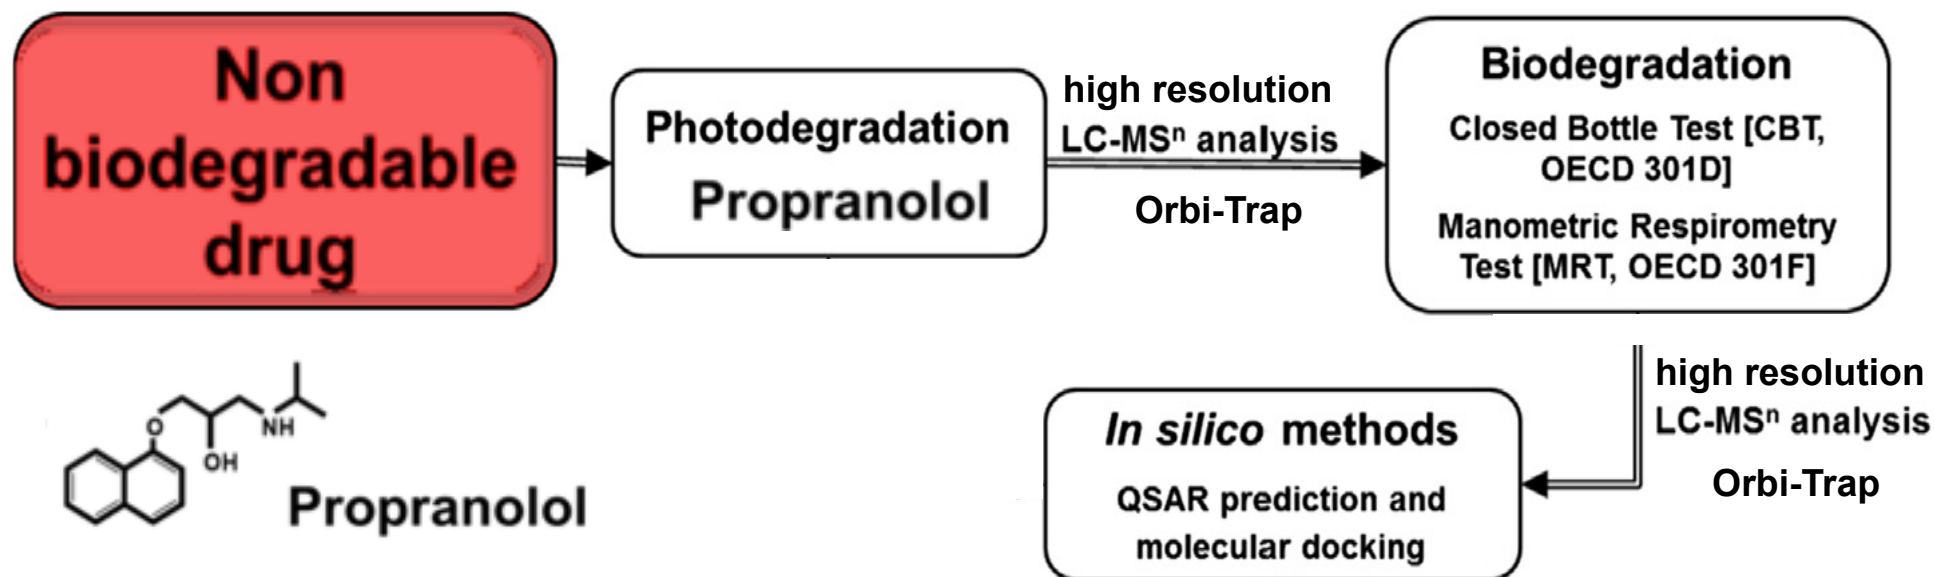 Non
biodegradable
drug
Photodegradation
Propranolol
high resolution
LC-MSⁿ analysis
Orbi-Trap
Biodegradation
Closed Bottle Test [CBT,
OECD 301D]
Manometric Respirometry
Test [MRT, OECD 301F]
high resolution
LC-MSⁿ analysis
Orbi-Trap
In silico methods
QSAR prediction and
molecular docking
O
OH
NH
Propranolol